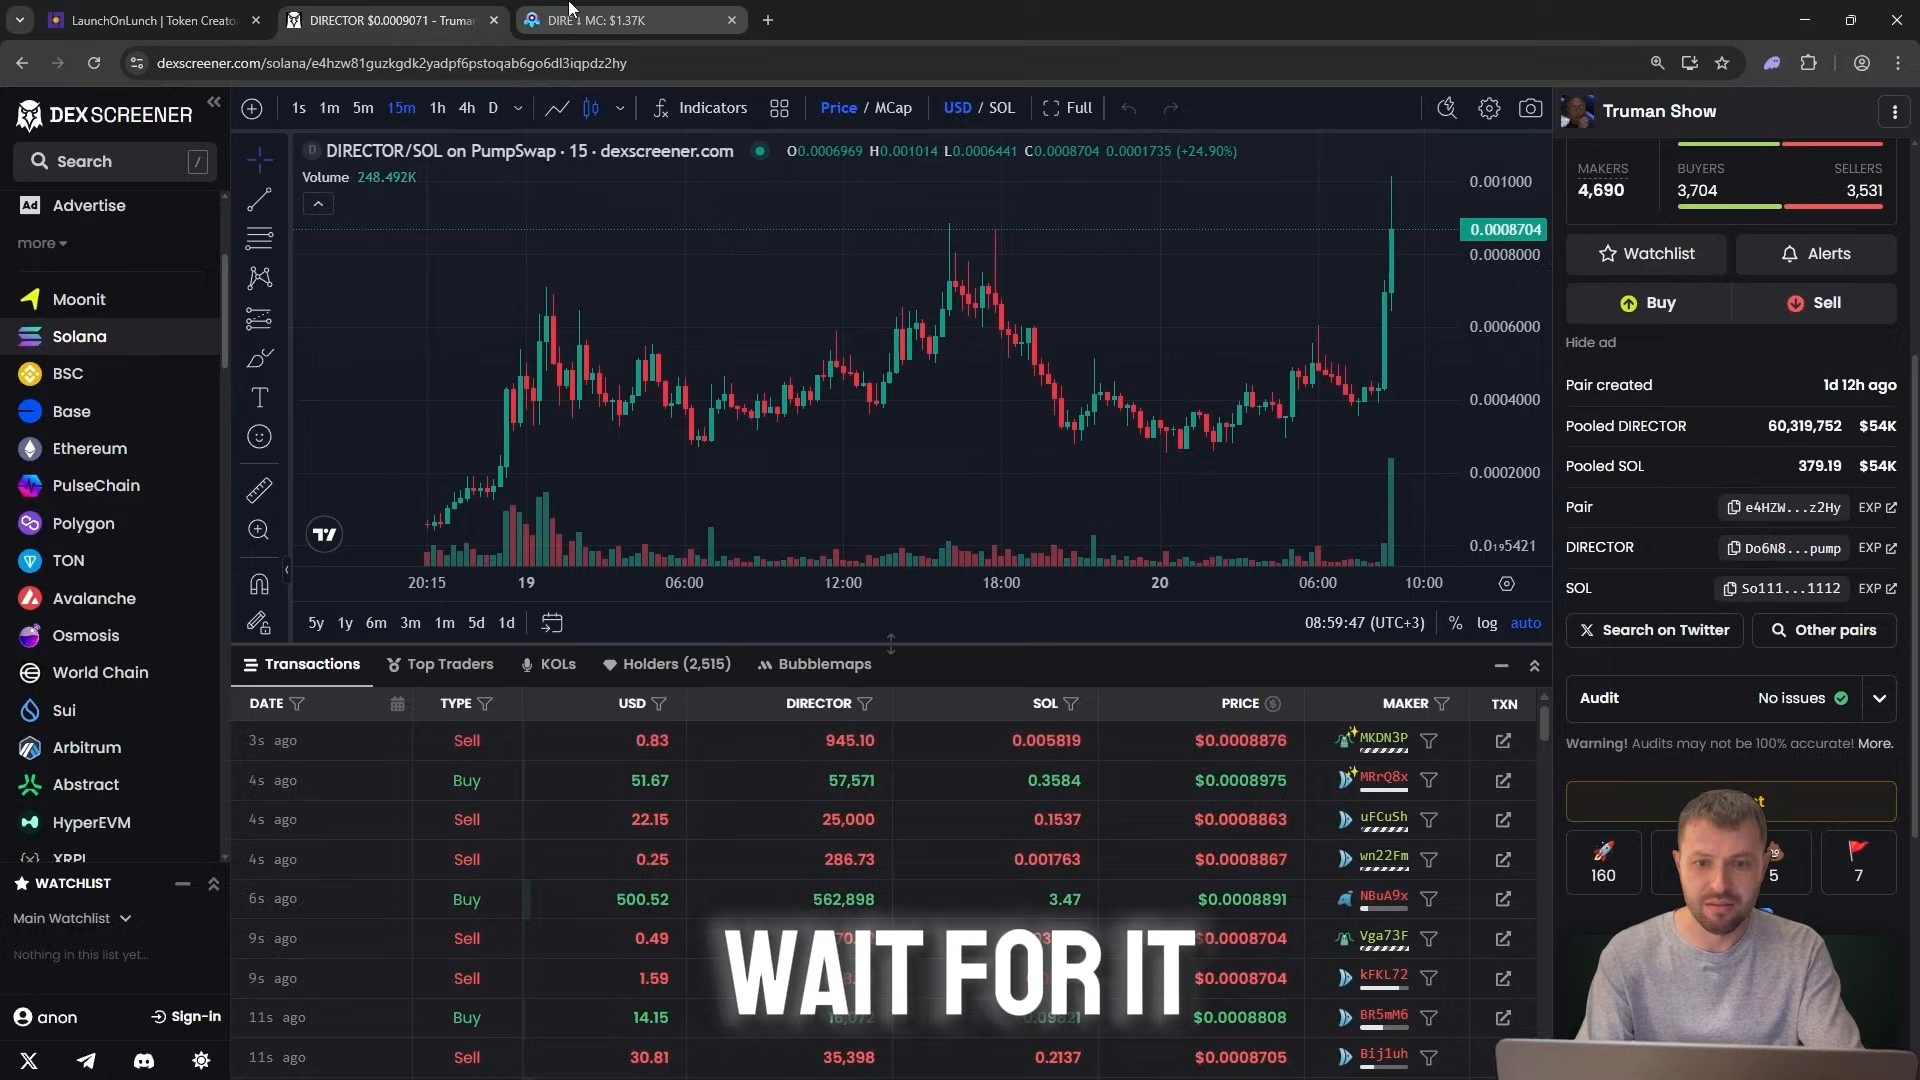 LaunchOnLunch | Token Creato
DIRECTOR $0.0009071 - Truma
DIRE
MC: $1.37K
dexscreener.com/solana/e4hzw81guzkgdk2yadpf6pstoqab6go6dl3iqpdz2hy
DEXSCREENER
Search
/
Ad
Advertise
more
Moonit
Solana
BSC
Base
Ethereum
PulseChain
Polygon
TON
Avalanche
Osmosis
World Chain
Sui
Arbitrum
Abstract
HyperEVM
XRPL
WATCHLIST
Main Watchlist
Nothing in this list yet...
anon
Sign-in
1s 1m 5m 15m 1h 4h D
Indicators
Price / MCap
USD / SOL
Full
D DIRECTOR/SOL on PumpSwap · 15 · dexscreener.com
O0.0006969 H0.001014 L0.0006441 C0.0008704 0.0001735 (+24.90%)
Volume 248.492K
0.001000
0.0008704
0.0008000
0.0006000
0.0004000
0.0002000
0.0₁₉5421
20:15 19 06:00 12:00 18:00 20 06:00 10:00
5y 1y 6m 3m 1m 5d 1d
08:59:47 (UTC+3) % log auto
Transactions Top Traders KOLs Holders (2,515) Bubblemaps
DATE TYPE USD DIRECTOR SOL PRICE MAKER TXN
3s ago Sell 0.83 945.10 0.005819 $0.0008876 MKDN3P
4s ago Buy 51.67 57,571 0.3584 $0.0008975 MRrQ8x
4s ago Sell 22.15 25,000 0.1537 $0.0008863 uFCuSh
4s ago Sell 0.25 286.73 0.001763 $0.0008867 wn22Fm
6s ago Buy 500.52 562,898 3.47 $0.0008891 NBuA9x
9s ago Sell 0.49 $0.0008704 Vga73F
9s ago Sell 1.59 $0.0008704 kFKL72
11s ago Buy 14.15 16,072 0.09821 $0.0008808 BR5mM6
11s ago Sell 30.81 35,398 0.2137 $0.0008705 Bij1uh
WAIT FOR IT
Truman Show
MAKERS
4,690
BUYERS
3,704
SELLERS
3,531
Watchlist
Alerts
Buy
Sell
Hide ad
Pair created 1d 12h ago
Pooled DIRECTOR 60,319,752 $54K
Pooled SOL 379.19 $54K
Pair e4HZW...z2Hy EXP
DIRECTOR Do6N8...pump EXP
SOL So111...1112 EXP
Search on Twitter
Other pairs
Audit No issues
Warning! Audits may not be 100% accurate! More.
160
5
7